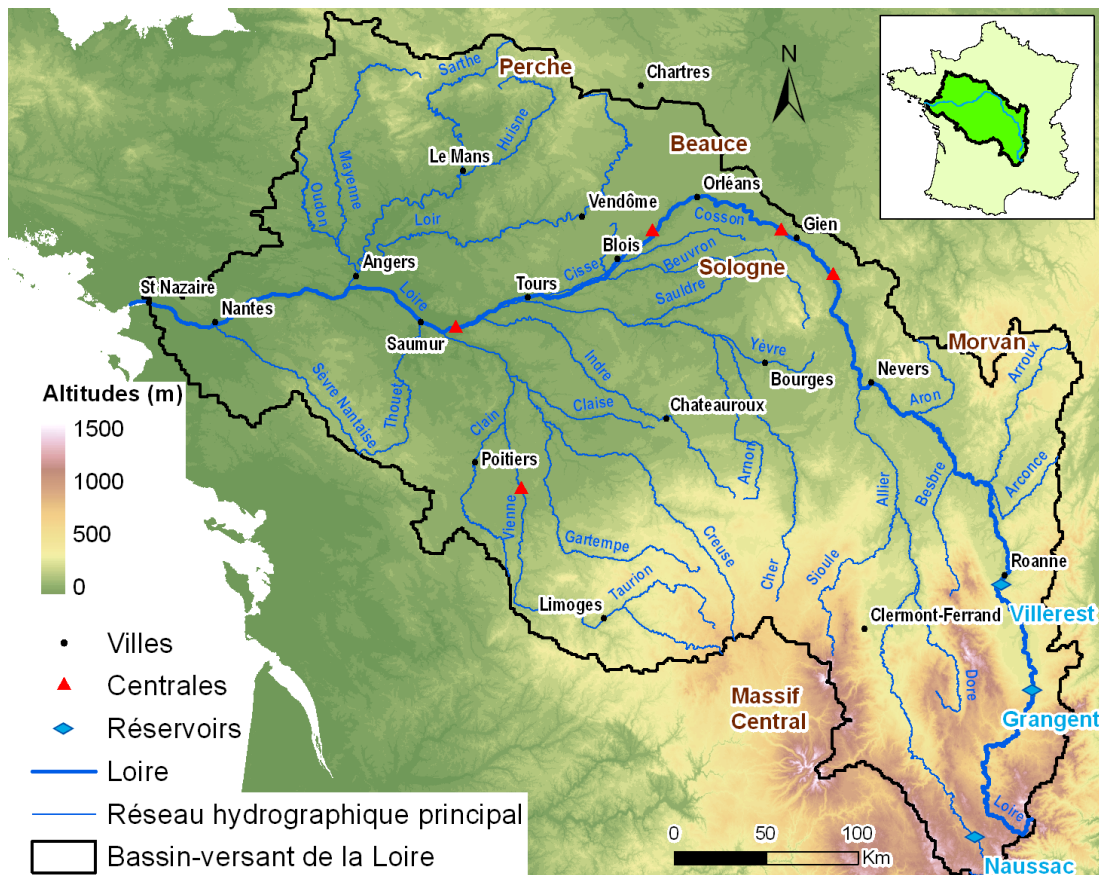 Sarthe
Perche
Chartres
N
Huisne
Mayenne
Le Mans
Oudon
Beauce
Orléans
Loir
Vendôme
Cosson
Gien
Blois
Cisse
Beuvron
Angers
Sologne
St Nazaire
Loire
Tours
Sauldre
Nantes
Saumur
Morvan
Arroux
Yèvre
Bourges
Nevers
Indre
Altitudes (m)
Sèvre Nantaise
Thouet
Claise
Chateauroux
Aron
1500
Clain
Poitiers
Arnon
Allier
Besbre
Arconce
1000
500
Vienne
Gartempe
Creuse
Cher
Sioule
Roanne
0
Taurion
Limoges
Villerest
Clermont-Ferrand
Villes
Centrales
Dore
Massif
Central
Grangent
Réservoirs
Loire
Loire
Réseau hydrographique principal
0
50
100
Km
Bassin-versant de la Loire
Naussac